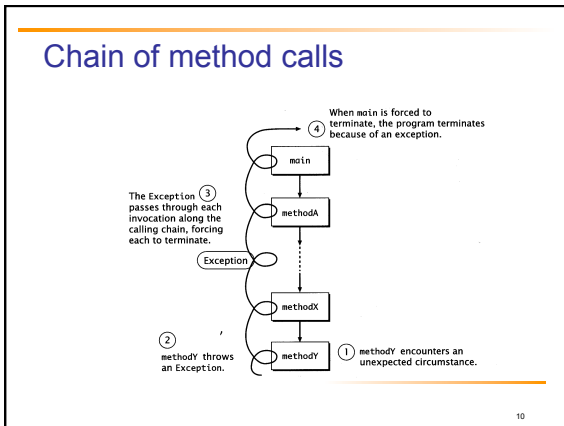 Chain of method calls
When main is forced to
terminate, the program terminates
because of an exception.
4
main
The Exception 3
passes through each
invocation along the
calling chain, forcing
each to terminate.
methodA
Exception
methodX
2
methodY throws
an Exception.
methodY
1 methodY encounters an
unexpected circumstance.
10